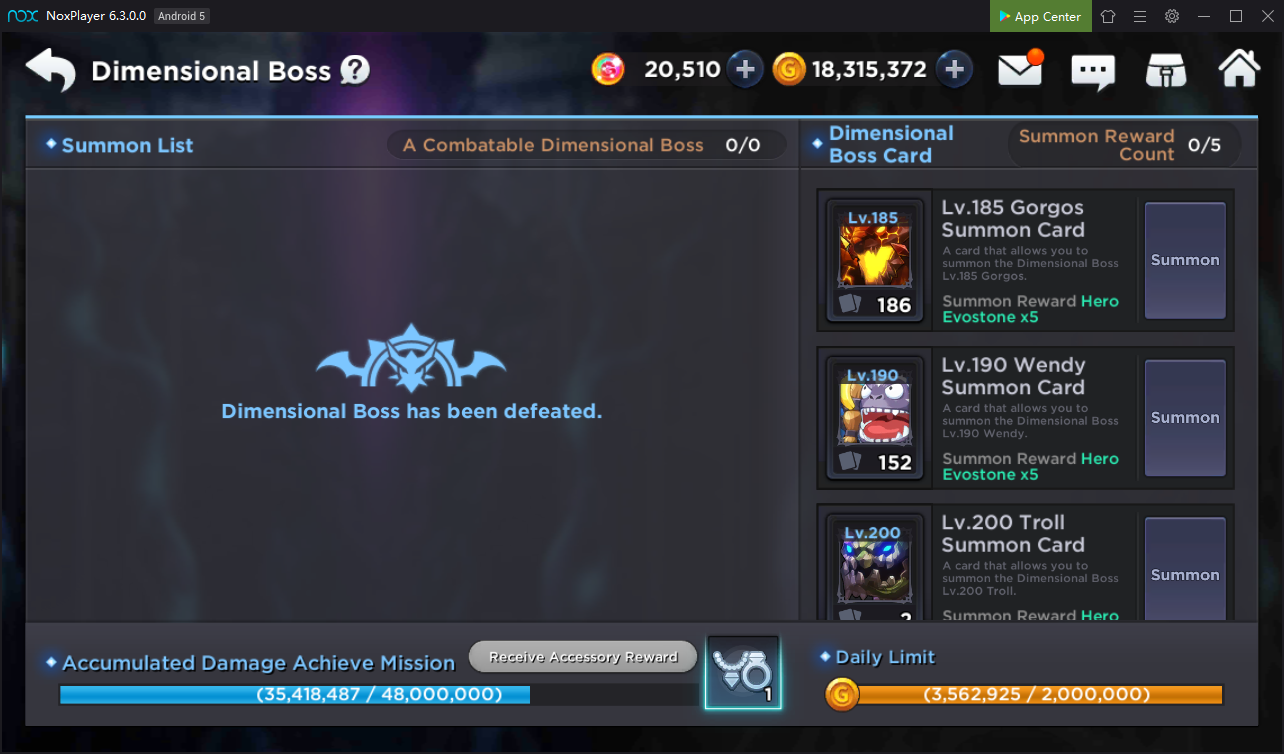 nox NoxPlayer 6.3.0.0 Android 5 App Center
Dimensional Boss ? 20,510 G 18,315,372
Summon List
A Combatable Dimensional Boss 0/0
Dimensional
Boss Card
Summon Reward
Count 0/5
Lv.185
186
Lv.185 Gorgos
Summon Card
A card that allows you to
summon the Dimensional Boss
Lv.185 Gorgos.
Summon Reward Hero
Evostone x5
Summon
Lv.190
152
Lv.190 Wendy
Summon Card
A card that allows you to
summon the Dimensional Boss
Lv.190 Wendy.
Summon Reward Hero
Evostone x5
Summon
Lv.200
Lv.200 Troll
Summon Card
A card that allows you to
summon the Dimensional Boss
Lv.200 Troll.
Summon Reward Hero
Summon
Dimensional Boss has been defeated.
Accumulated Damage Achieve Mission
Receive Accessory Reward
1
(35,418,487 / 48,000,000)
Daily Limit
G (3,562,925 / 2,000,000)